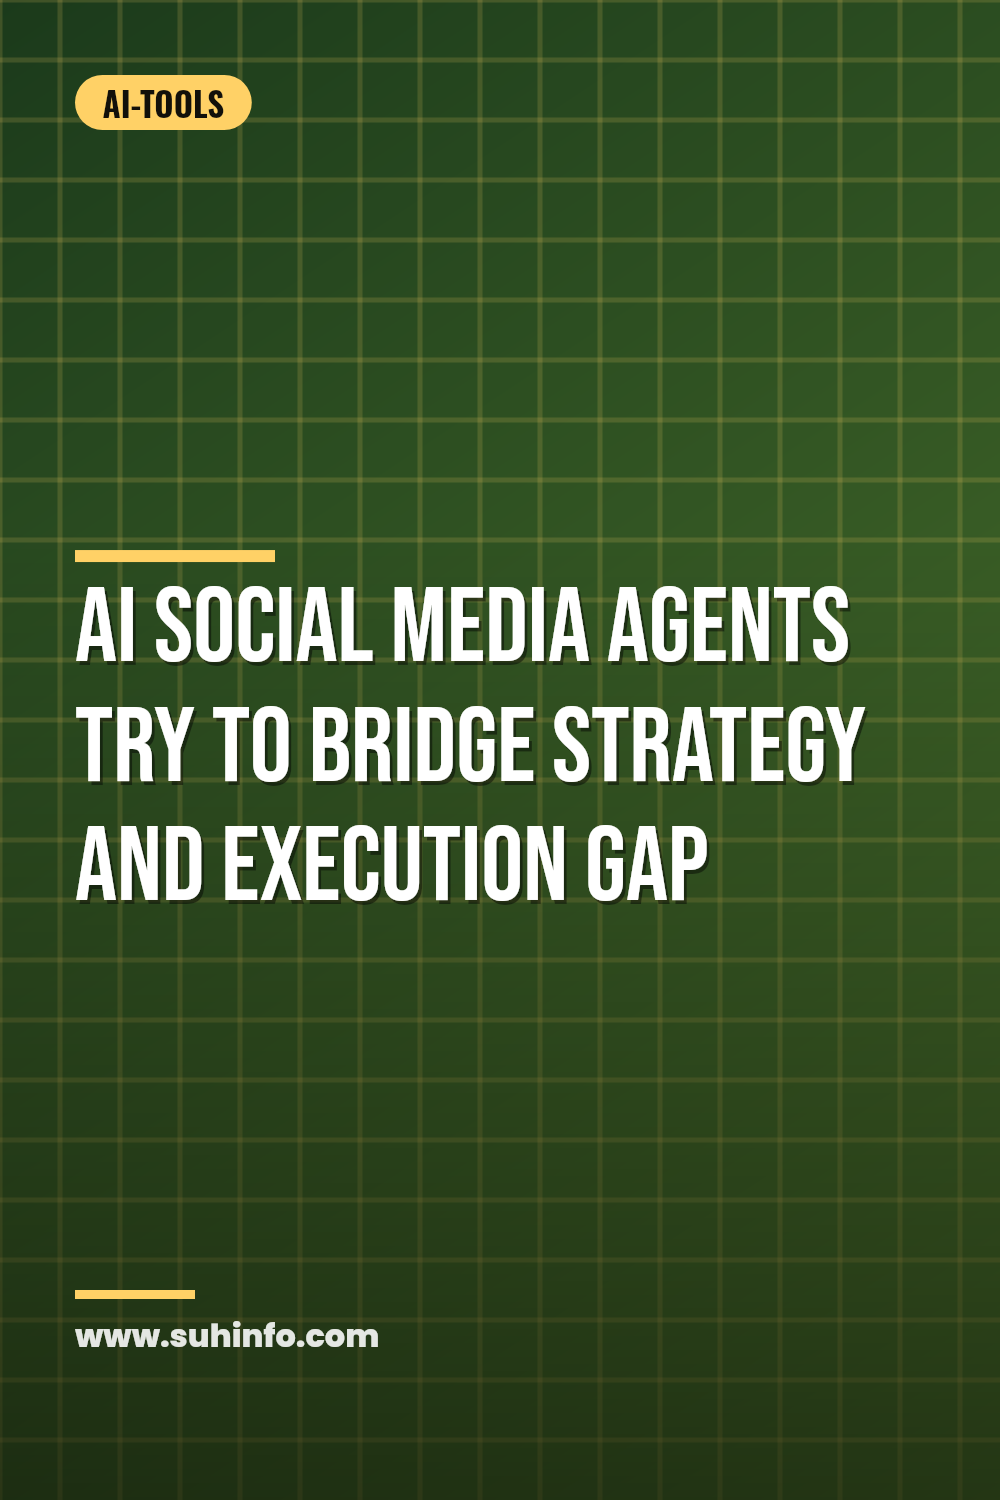 AI-TOOLS
AI SOCIAL MEDIA AGENTS
TRY TO BRIDGE STRATEGY
AND EXECUTION GAP
www.suhinfo.com